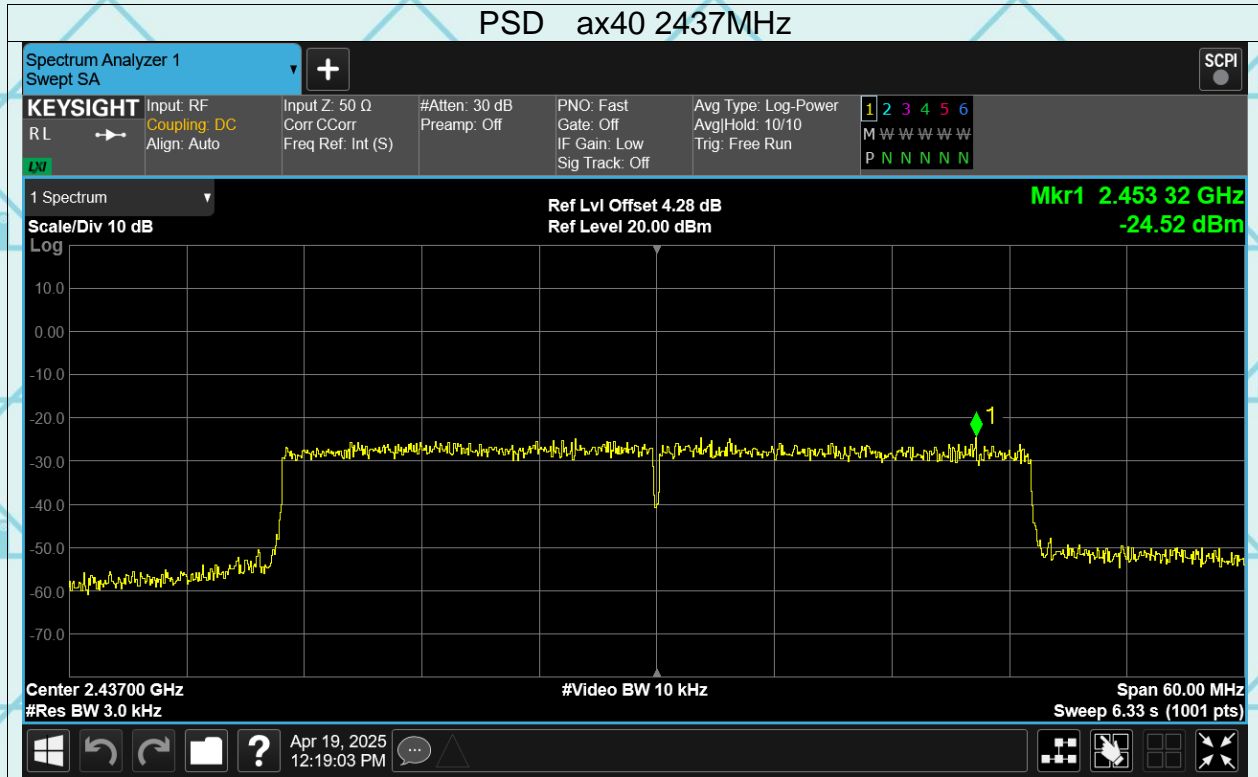 PSD ax40 2437MHz
Spectrum Analyzer 1
Swept SA
+
SCPI
KEYSIGHT
R L
LXI
Input: RF
Coupling: DC
Align: Auto
Input Z: 50 Ω
Corr CCorr
Freq Ref: Int (S)
#Atten: 30 dB
Preamp: Off
PNO: Fast
Gate: Off
IF Gain: Low
Sig Track: Off
Avg Type: Log-Power
Avg|Hold: 10/10
Trig: Free Run
1 2 3 4 5 6
M W W W W W
P N N N N N
1 Spectrum
Scale/Div 10 dB
Log
Ref Lvl Offset 4.28 dB
Ref Level 20.00 dBm
Mkr1 2.453 32 GHz
-24.52 dBm
10.0
0.00
-10.0
-20.0
-30.0
-40.0
-50.0
-60.0
-70.0
1
Center 2.43700 GHz
#Res BW 3.0 kHz
#Video BW 10 kHz
Span 60.00 MHz
Sweep 6.33 s (1001 pts)
?
Apr 19, 2025
12:19:03 PM